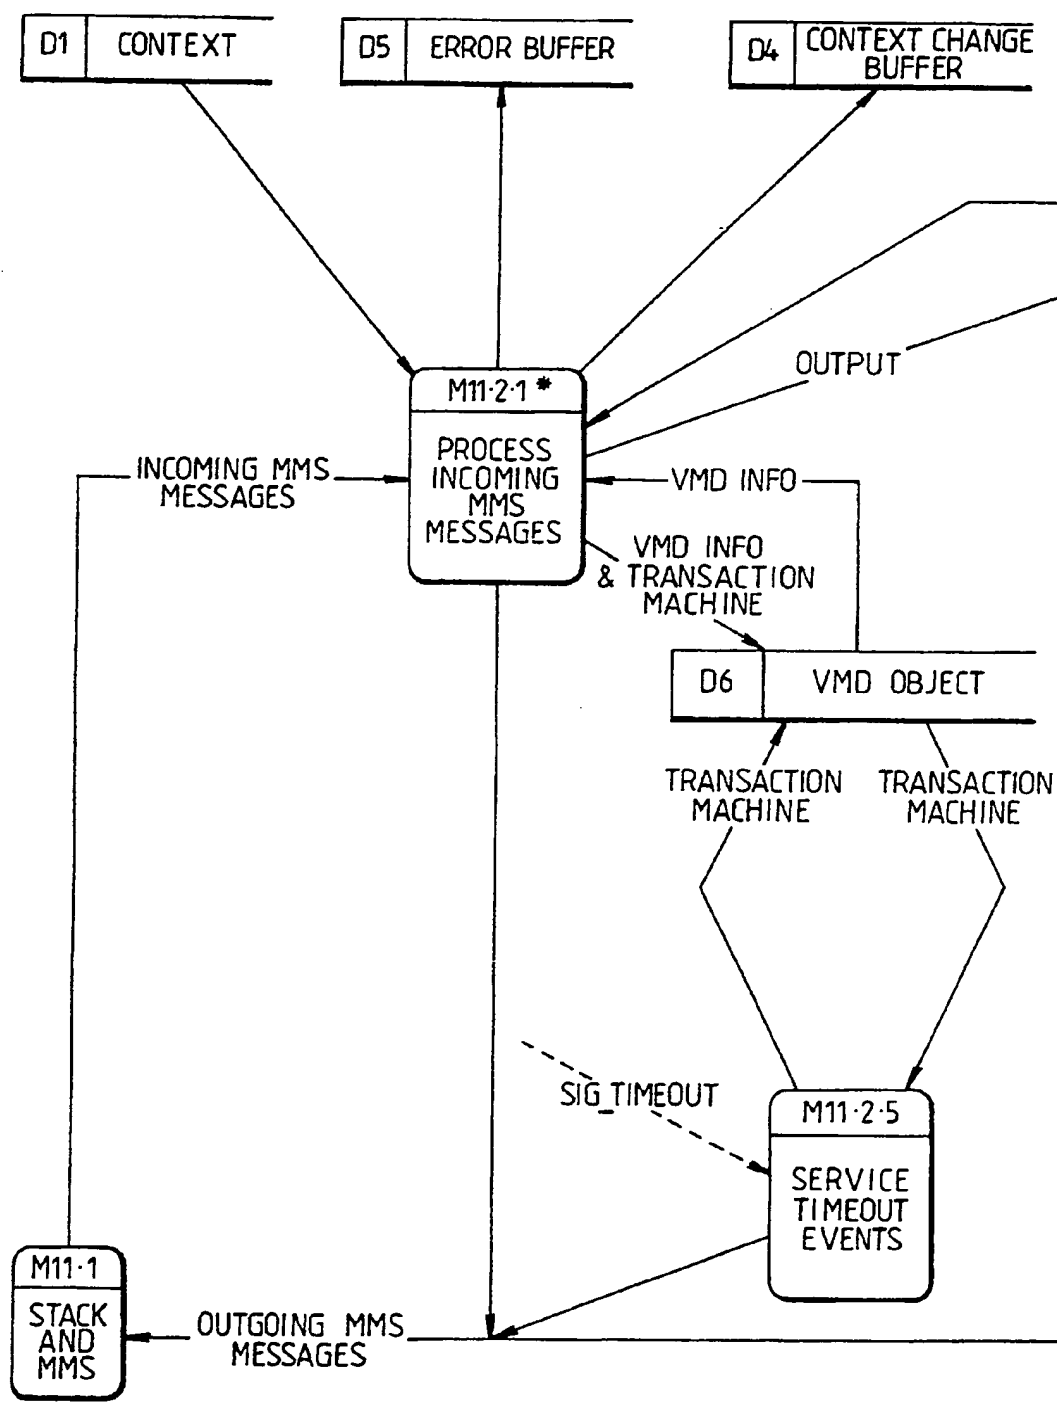 D1 CONTEXT
D5 ERROR BUFFER
D4 CONTEXT CHANGE
BUFFER
OUTPUT
M11·2·1 *
PROCESS
INCOMING
MMS
MESSAGES
INCOMING MMS
MESSAGES
VMD INFO
VMD INFO
& TRANSACTION
MACHINE
D6 VMD OBJECT
TRANSACTION
MACHINE
TRANSACTION
MACHINE
SIG_TIMEOUT
M11·2·5
SERVICE
TIMEOUT
EVENTS
M11·1
STACK
AND
MMS
OUTGOING MMS
MESSAGES